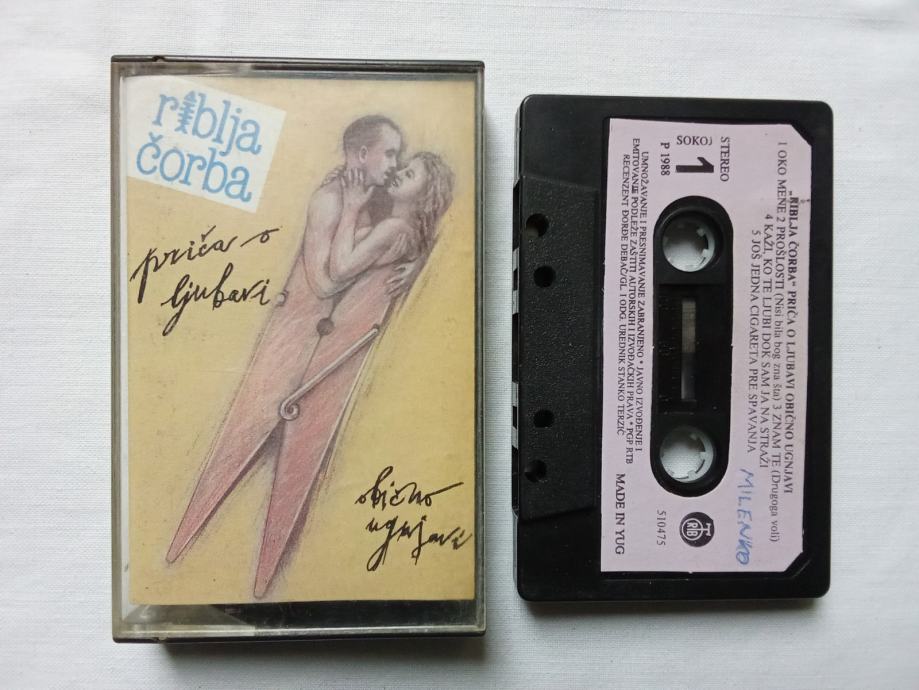 riblja
čorba
priča o
ljubavi
obično
ugnjavi
„RIBLJA ČORBA“ PRIČA O LJUBAVI OBIČNO UGNJAVI
1 OKO MENE 2 PROŠLOSTI (Nisi bila bog zna šta) 3 ZNAM TE (Drugoga voli)
4 KAŽI, KO TE LJUBI DOK SAM JA NA STRAŽI
5 JOŠ JEDNA CIGARETA PRE SPAVANJA
MILENKO
STEREO
SOKOJ
1
P 1988
510475
RTB
MADE IN YUG
UMNOŽAVANJE I PRESNIMAVANJE ZABRANJENO • JAVNO IZVOĐENJE I
EMITOVANJE PODLEŽE ZAŠTITI AUTORSKIH I IZVOĐAČKIH PRAVA • PGP RTB
RECENZENT ĐORĐE DEBAČ/GL. I ODG. UREDNIK STANKO TERZIĆ